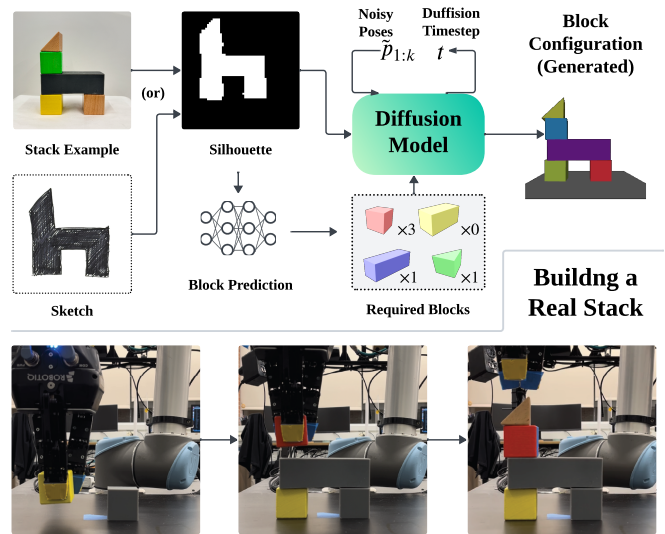 Noisy
Poses
p̃1:k
Duffision
Timestep
t
Block
Configuration
(Generated)
(or)
Diffusion
Model
Stack Example
Silhouette
×3
×0
×1
×1
Block Prediction
Sketch
Required Blocks
Buildng a
Real Stack
ROBOTIQ